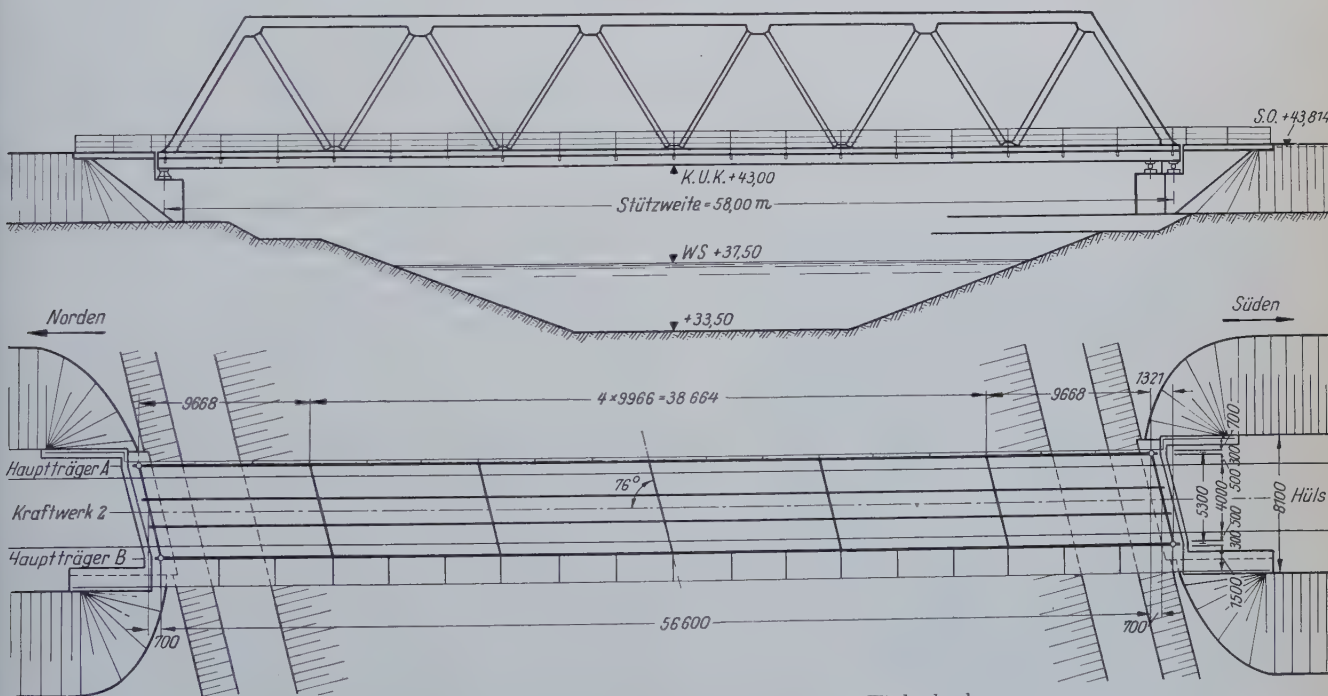 S.O. +43,814
K.U.K. +43,00
Stützweite = 58,00 m
WS +37,50
+33,50
Norden
Süden
9668
4 × 9966 = 38 664
9668
1321
700
Hauptträger A
300
500
76°
5300
4000
8100
Hüls
Kraftwerk 2
500
300
Hauptträger B
1500
700
56600
700